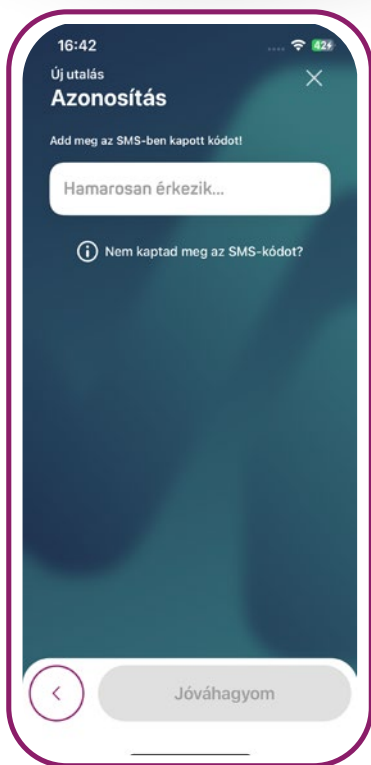 16:42
42
Új utalás
Azonosítás
Add meg az SMS-ben kapott kódot!
Hamarosan érkezik...
Nem kaptad meg az SMS-kódot?
Jóváhagyom